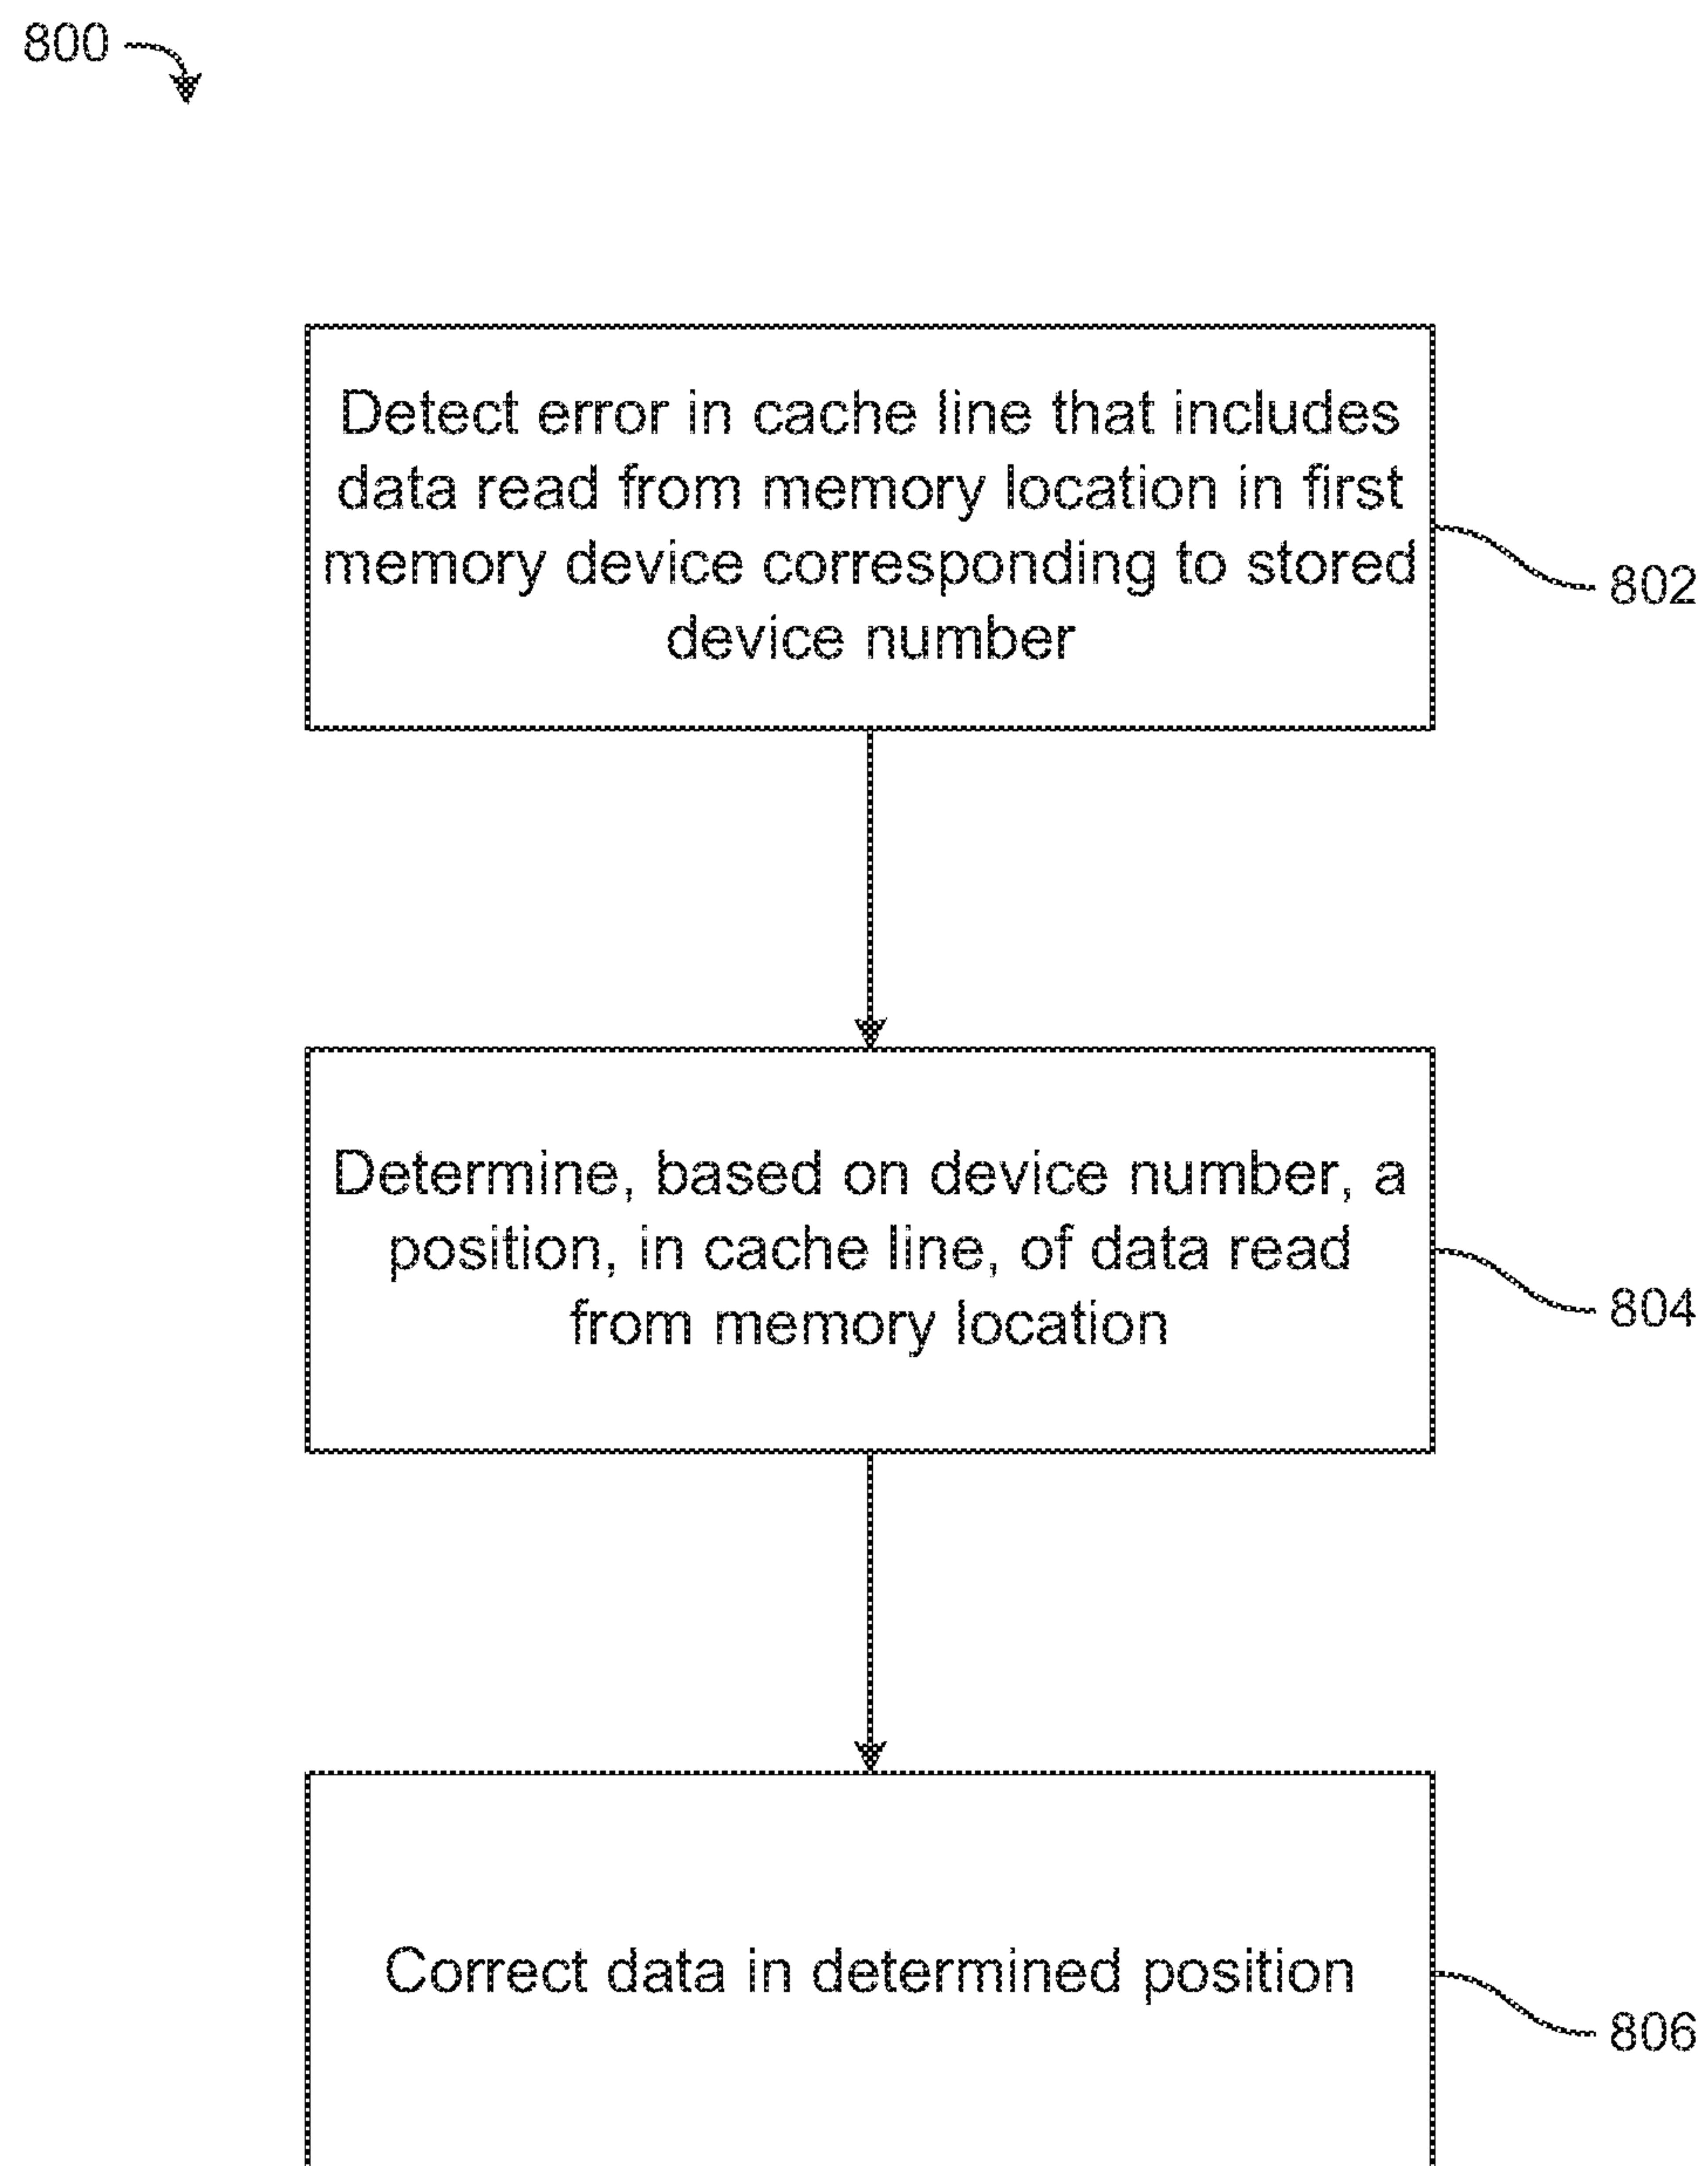 800
Detect error in cache line that includes
data read from memory location in first
memory device corresponding to stored
device number
802
Determine, based on device number, a
position, in cache line, of data read
from memory location
804
Correct data in determined position
806